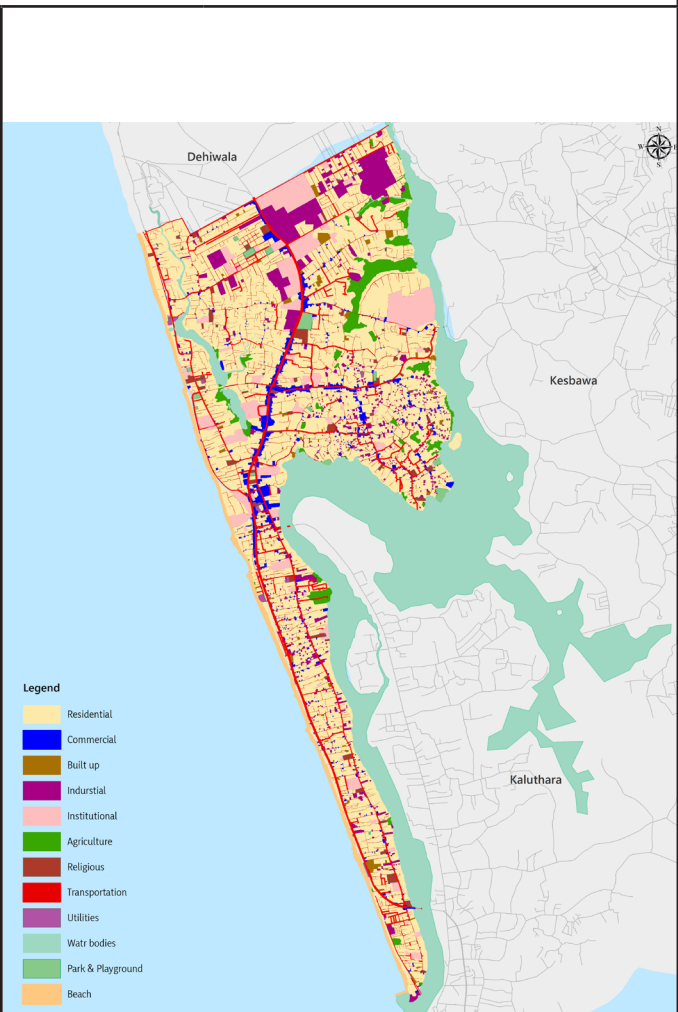 Dehiwala
N
W
E
S
Kesbawa
Kaluthara
Legend
Residential
Commercial
Built up
Indurstial
Institutional
Agriculture
Religious
Transportation
Utilities
Watr bodies
Park & Playground
Beach